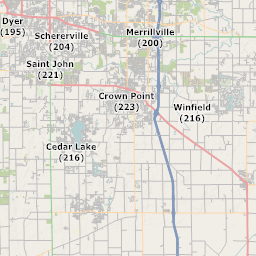 Dyer
(195)
Schererville
(204)
Merrillville
(200)
Saint John
(221)
Crown Point
(223)
Winfield
(216)
Cedar Lake
(216)